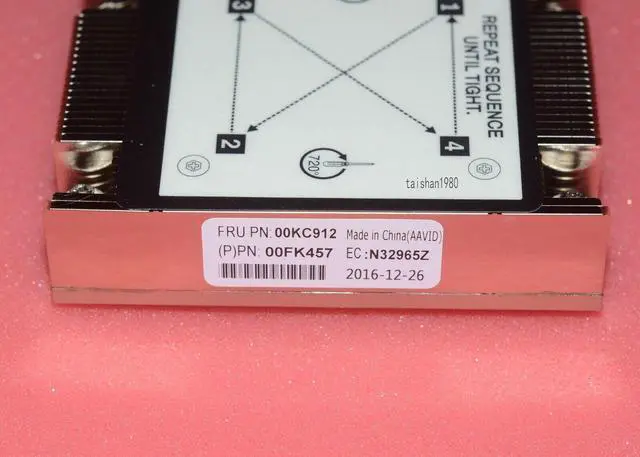 3
1
REPEAT SEQUENCE
UNTIL TIGHT.
2
720°
4
taishan1980
FRU PN: 00KC912 Made in China(AAVID)
(P)PN: 00FK457 EC:N32965Z
2016-12-26